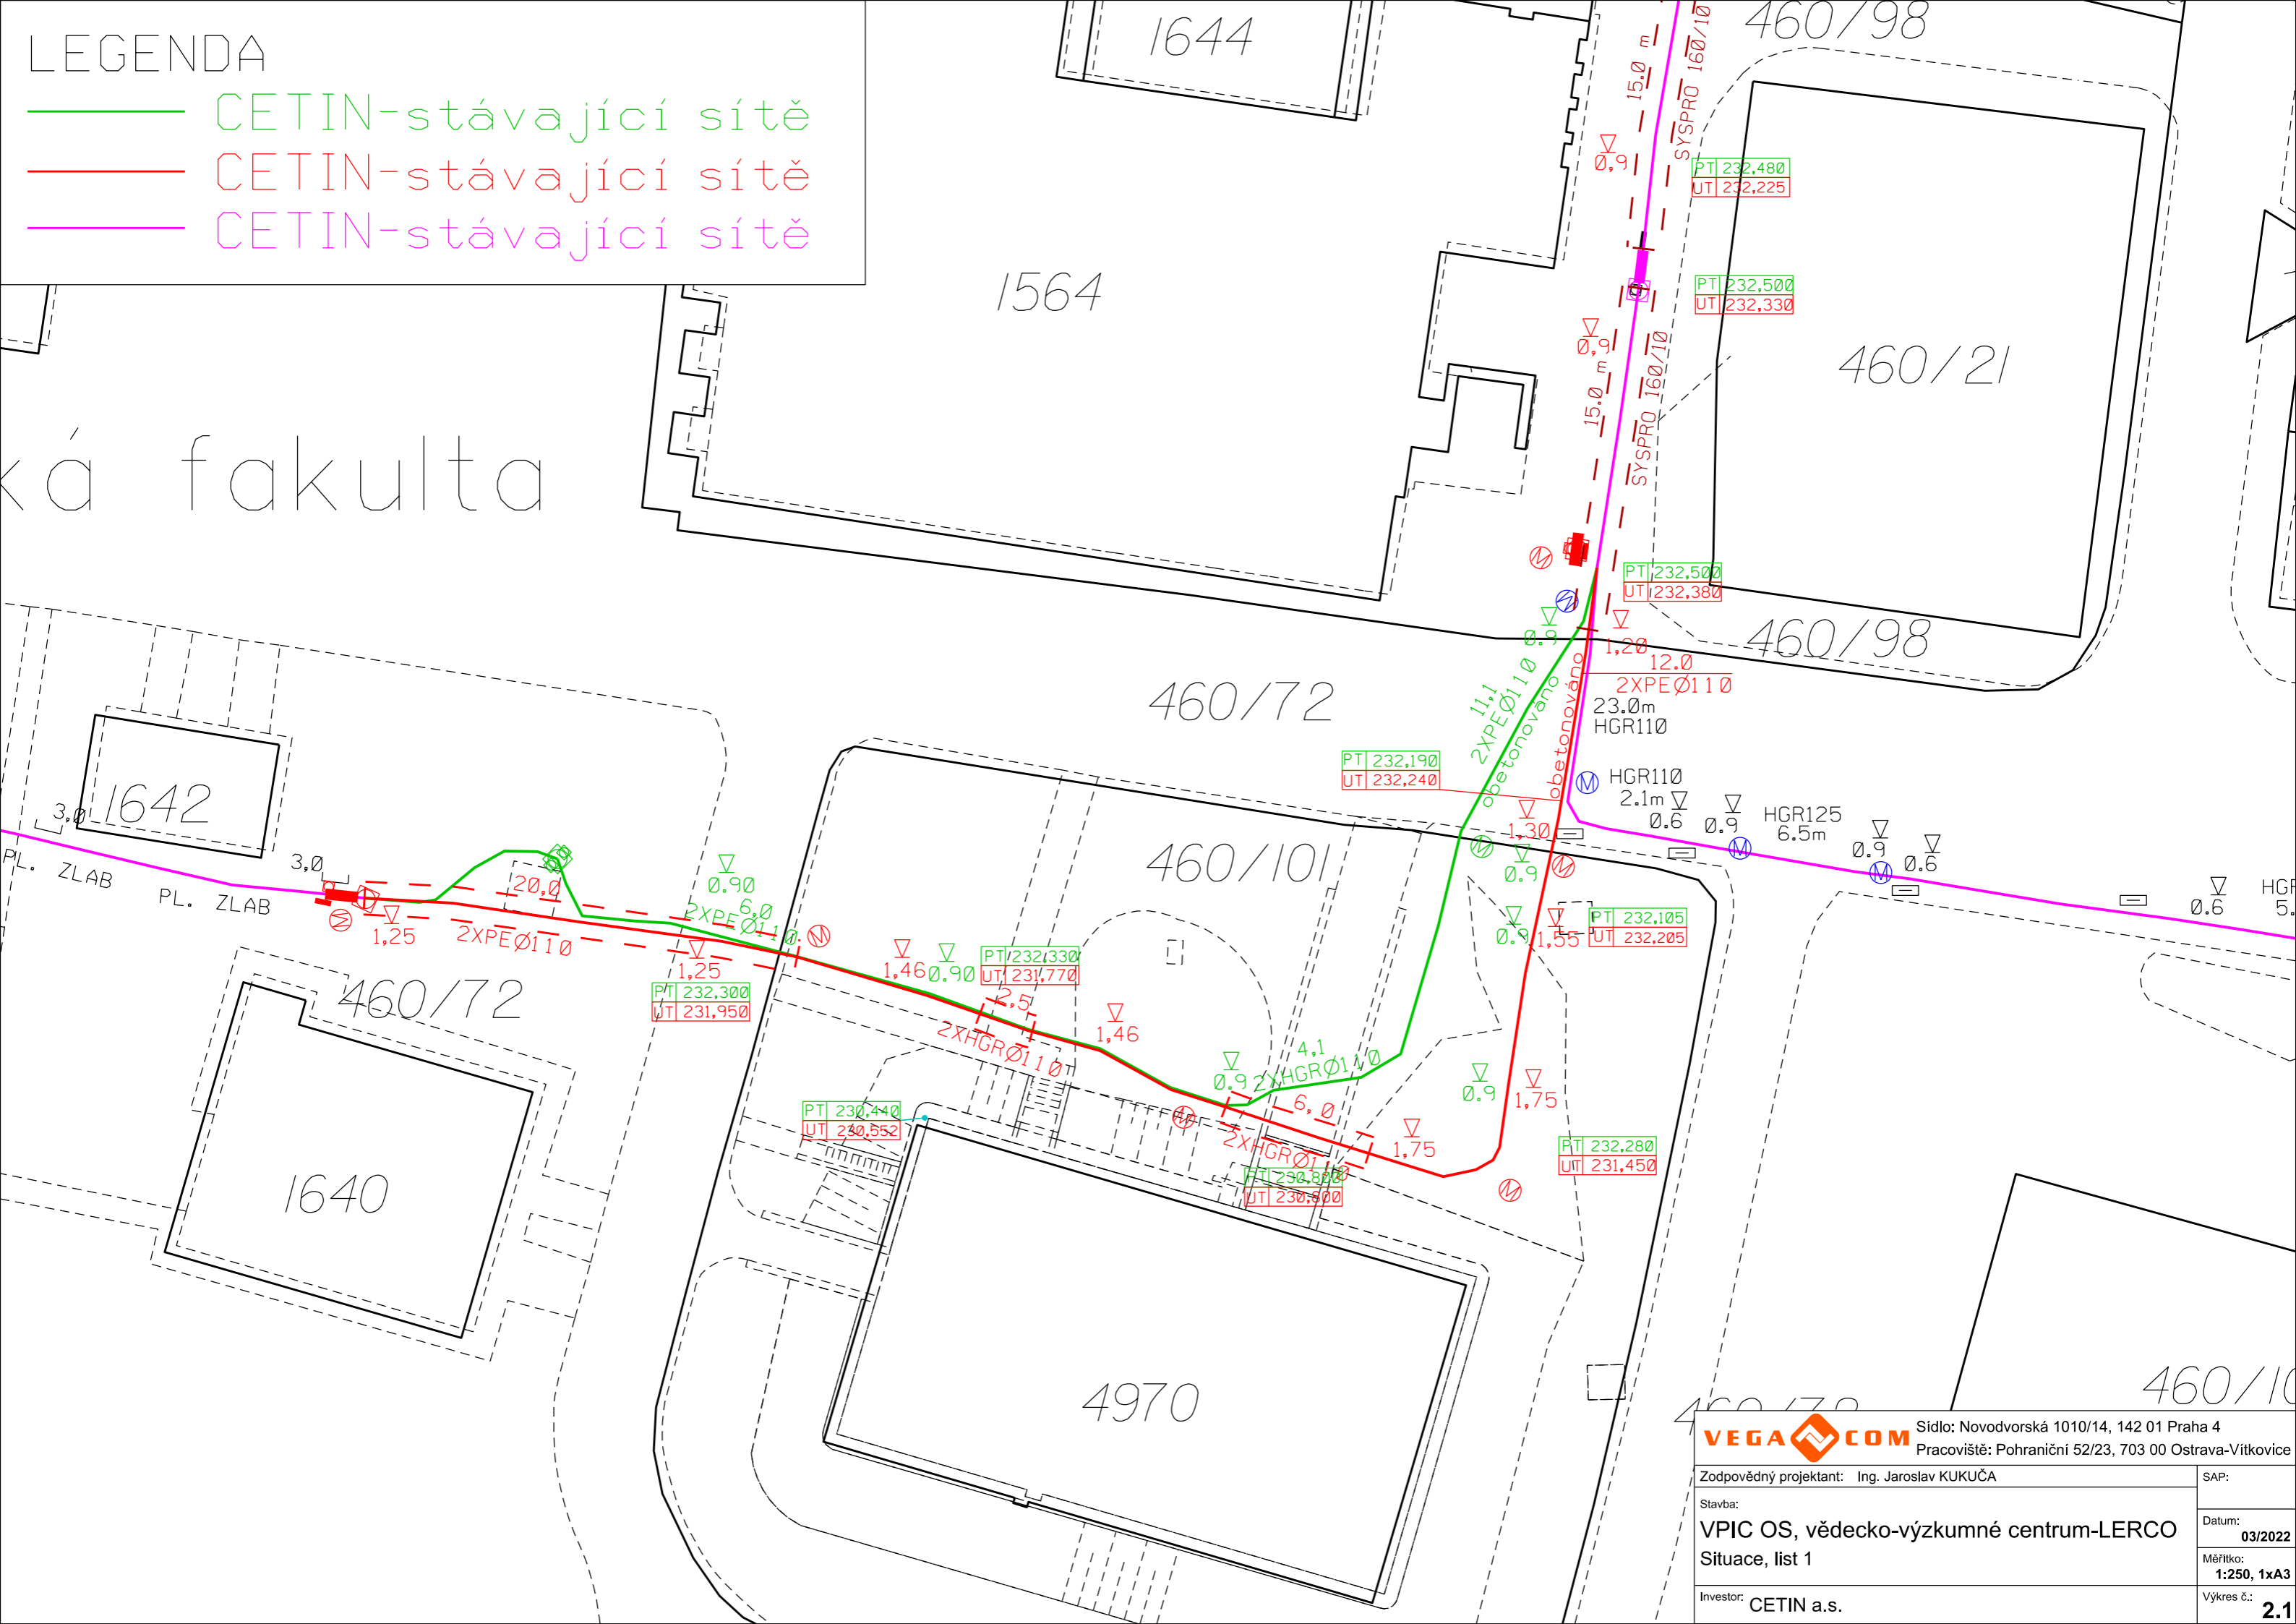 LEGENDA
CETIN-stávající sítě
CETIN-stávající sítě
CETIN-stávající sítě
1644
460/98
15.0 m
SYSPRO 160/10
0,9
PT 232,480
UT 232,225
1564
PT 232,500
UT 232,330
0,9
15.0 m
SYSPRO 160/10
460/21
ká fakulta
M
PT 232,500
UT 232,380
0.9
1,20
12.0
2XPEØ110
460/98
11,1
2XPEØ110
obetonováno
obetonováno
460/72
23.0m
HGR110
PT 232,190
UT 232,240
M
HGR110
2.1m
0.6
0.9
HGR125
6.5m
M
0.9
M
0.6
0.6
1642
3,0
PL. ZLAB
PL. ZLAB
3,0
20,0
M
1,25
2XPEØ110
0.90
6,0
2XPEØ110
M
1,25
460/101
1,30
M
0.9
M
0.9
1,55
PT 232,105
UT 232,205
1,46
0.90
PT 232,330
UT 231,770
460/72
PT 232,300
UT 231,950
2,5
2XHGRØ110
1,46
4,1
2XHGRØ110
0.9
0.9
1,75
6,0
M
2XHGRØ110
1,75
PT 230,440
UT 230,552
PT 232,280
UT 231,450
M
1640
4970
460/72
VEGACOM
Sídlo: Novodvorská 1010/14, 142 01 Praha 4
Pracoviště: Pohraniční 52/23, 703 00 Ostrava-Vítkovice
Zodpovědný projektant: Ing. Jaroslav KUKUČA
SAP:
Stavba:
VPIC OS, vědecko-výzkumné centrum-LERCO
Situace, list 1
Datum:
03/2022
Měřítko:
1:250, 1xA3
Investor: CETIN a.s.
Výkres č.: 2.1